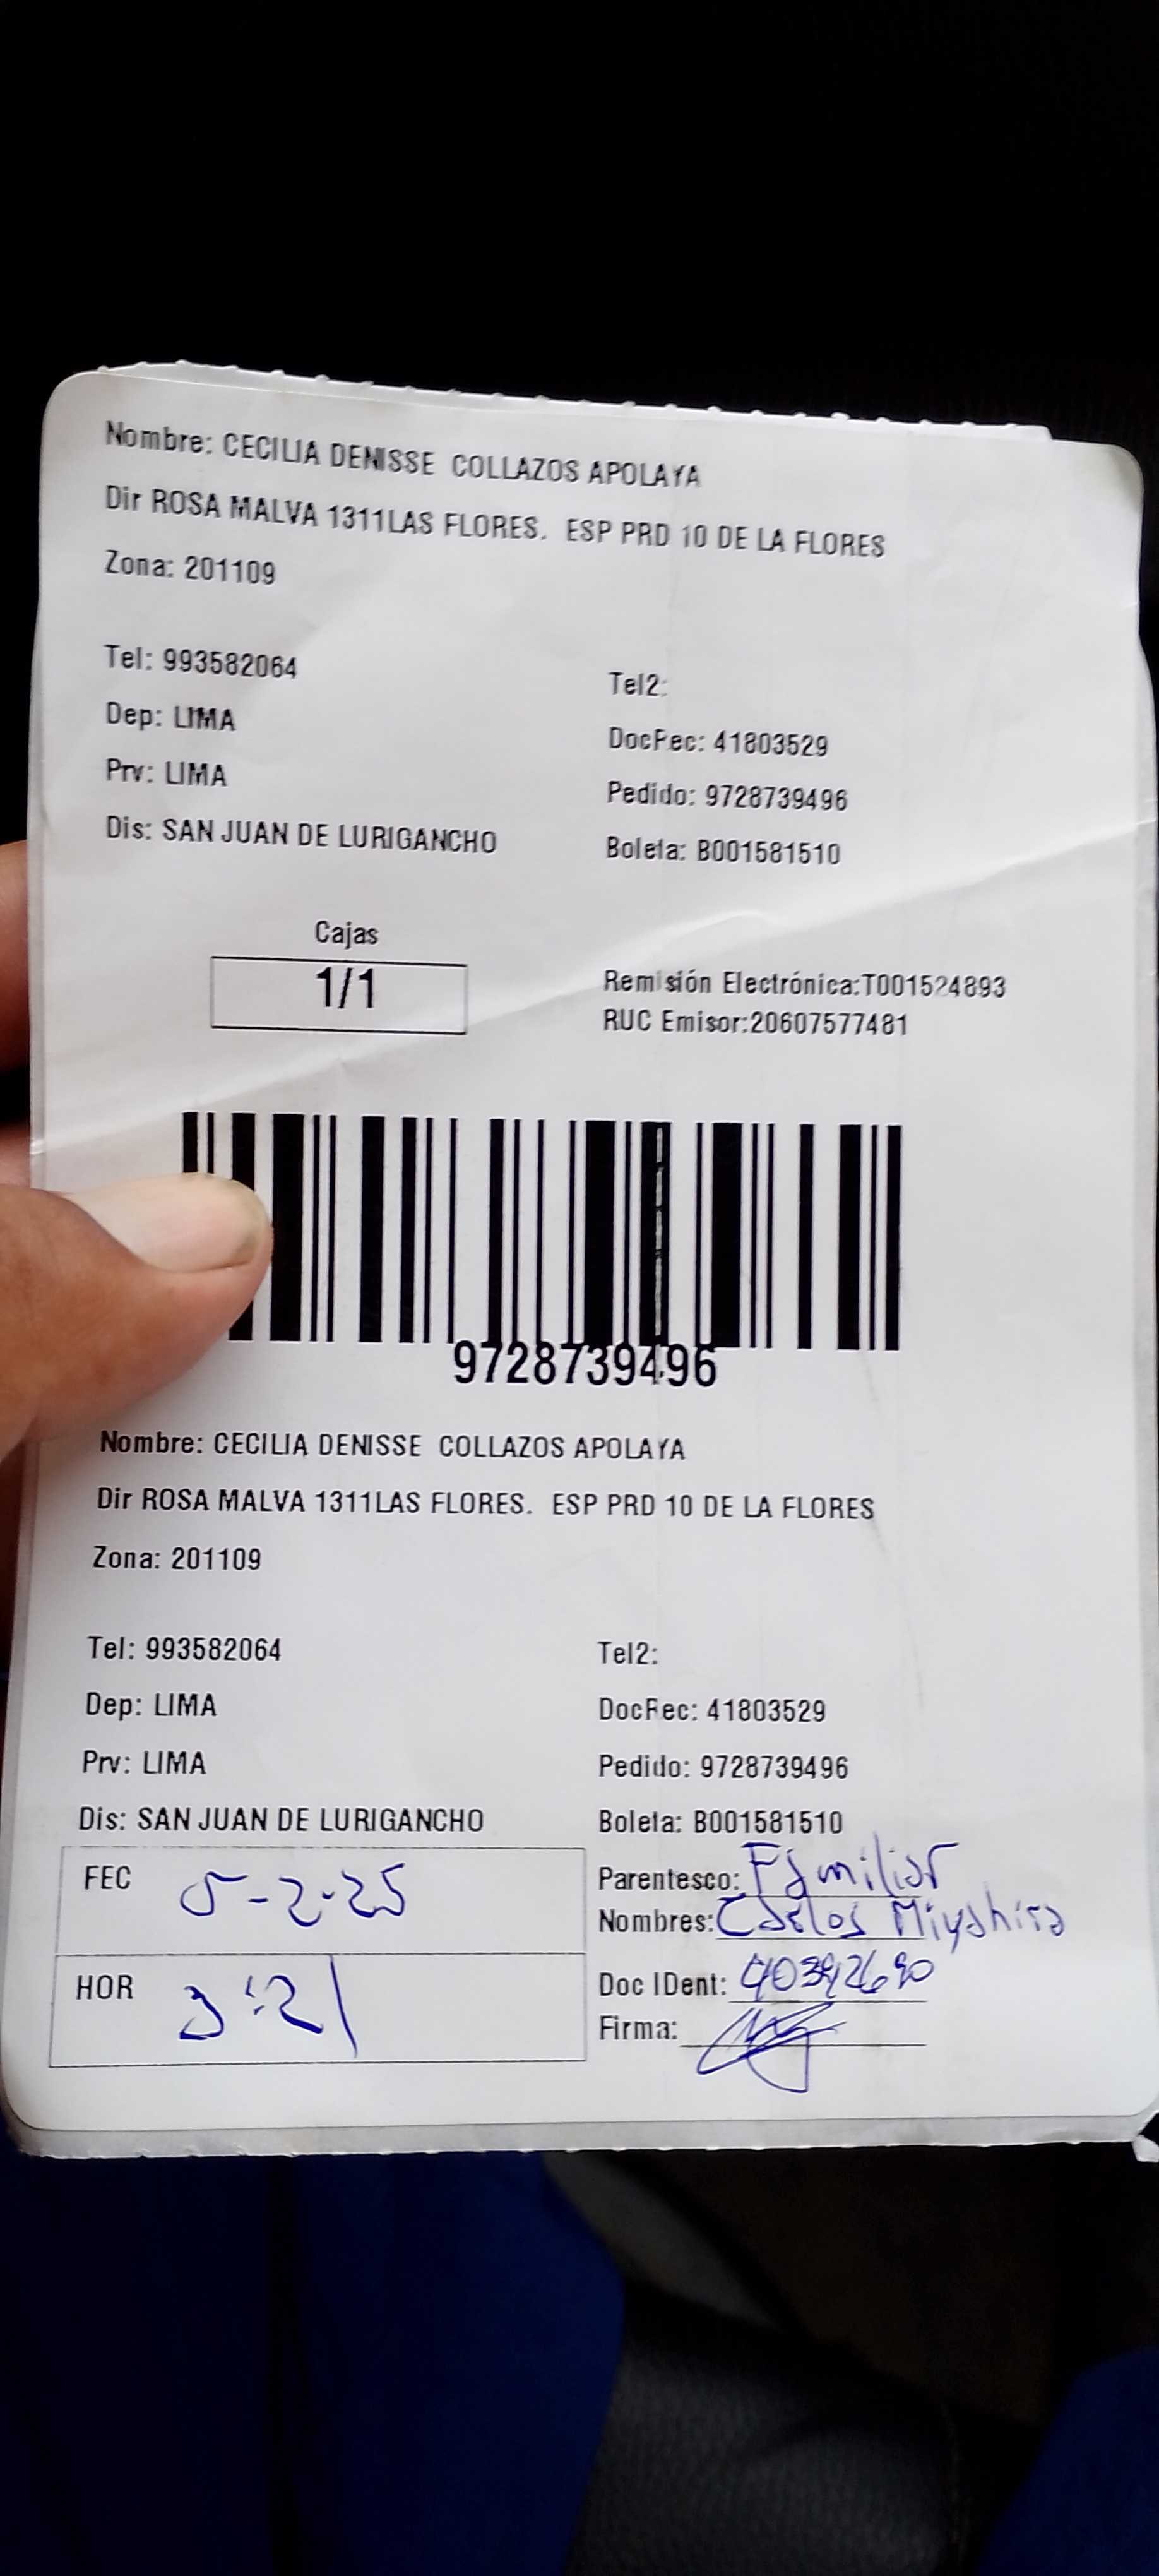 Nombre: CECILIA DENISSE COLLAZOS APOLAYA
Dir ROSA MALVA 1311LAS FLORES. ESP PRD 10 DE LA FLORES
Zona: 201109
Tel: 993582064
Tel2:
Dep: LIMA
DocRec: 41803529
Prv: LIMA
Pedido: 9728739496
Dis: SAN JUAN DE LURIGANCHO
Boleta: B001581510
Cajas
1/1
Remisión Electrónica:T001524893
RUC Emisor:20607577481
9728739496
Nombre: CECILIA DENISSE COLLAZOS APOLAYA
Dir ROSA MALVA 1311LAS FLORES. ESP PRD 10 DE LA FLORES
Zona: 201109
Tel: 993582064
Tel2:
Dep: LIMA
DocRec: 41803529
Prv: LIMA
Pedido: 9728739496
Dis: SAN JUAN DE LURIGANCHO
Boleta: B001581510
FEC 5-2-25
Parentesco: Familiar
Nombres: Carlos Miyahira
HOR 3:21
Doc IDent:
Firma: